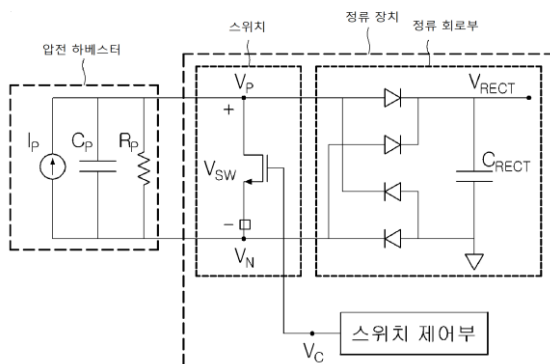 스위치
정류 장치
정류 회로부
압전 하베스터
V_P
V_RECT
+
I_P
C_P
R_P
V_SW
C_RECT
−
V_N
스위치 제어부
V_C